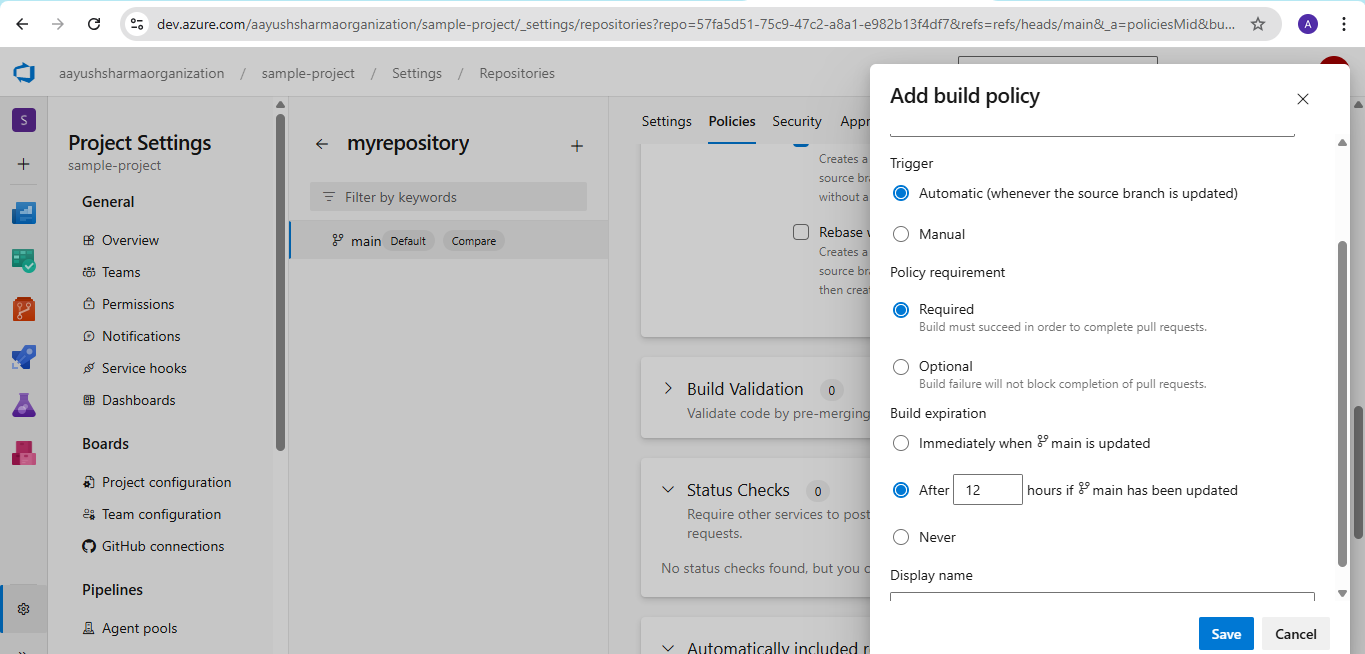 dev.azure.com/aayushsharmaorganization/sample-project/_settings/repositories?repo=57fa5d51-75c9-47c2-a8a1-e982b13f4df7&refs=refs/heads/main&_a=policiesMid&bu...
A
aayushsharmaorganization / sample-project / Settings / Repositories
S
Project Settings
sample-project
General
Overview
Teams
Permissions
Notifications
Service hooks
Dashboards
Boards
Project configuration
Team configuration
GitHub connections
Pipelines
Agent pools
myrepository
Filter by keywords
main Default Compare
Settings Policies Security Appr
Creates a
source br
without a
Rebase
Creates a
source bra
then creat
Build Validation 0
Validate code by pre-merging
Status Checks 0
Require other services to post
requests.
No status checks found, but you c
Automatically included r
Add build policy
Trigger
Automatic (whenever the source branch is updated)
Manual
Policy requirement
Required
Build must succeed in order to complete pull requests.
Optional
Build failure will not block completion of pull requests.
Build expiration
Immediately when main is updated
After 12 hours if main has been updated
Never
Display name
Save Cancel